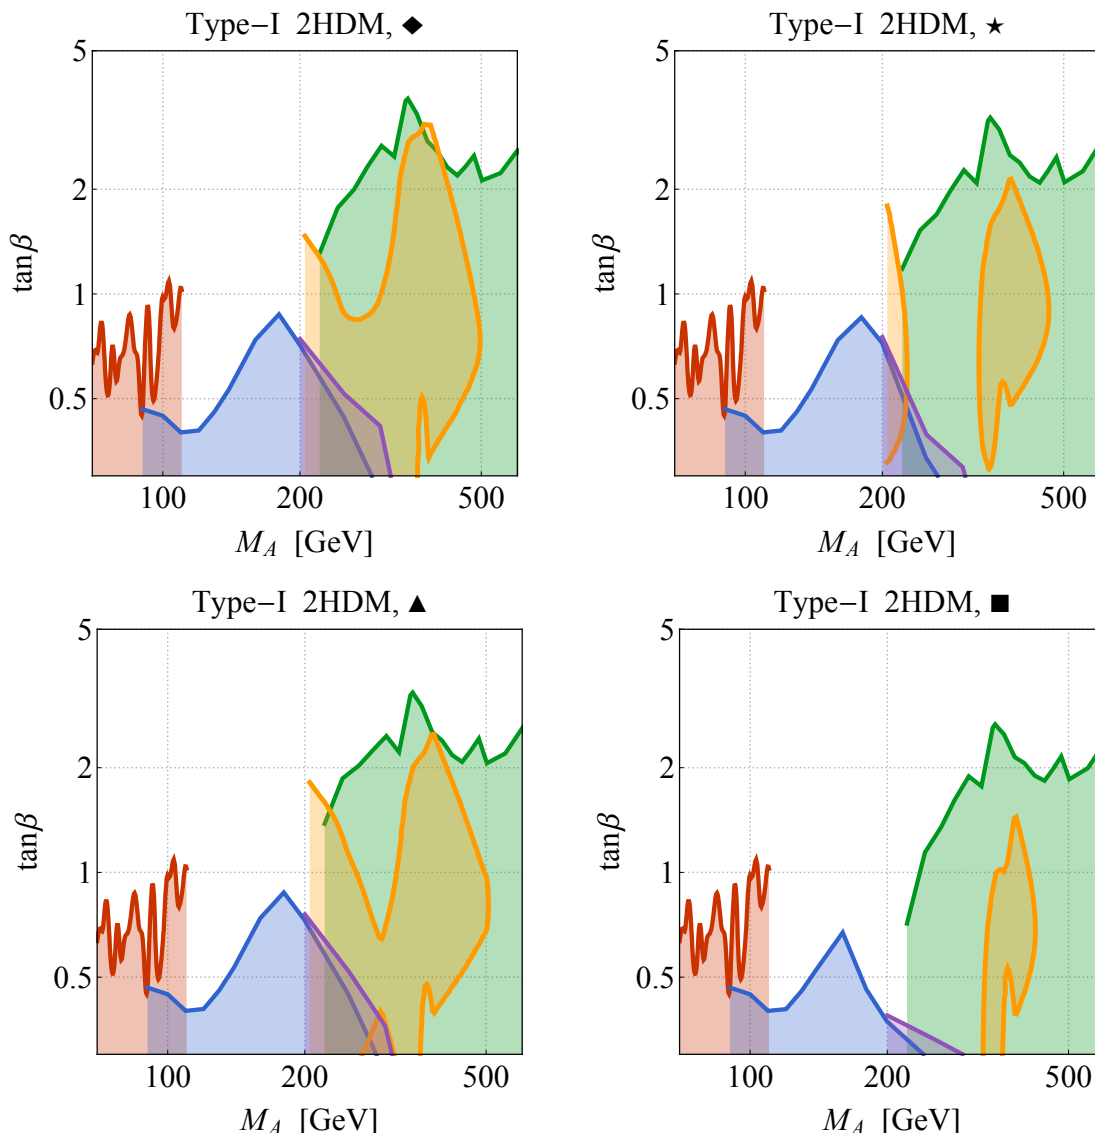 Type−I 2HDM, ◆
5
2
1
0.5
tanβ
100 200 500
M_A [GeV]
Type−I 2HDM, ★
5
2
1
0.5
tanβ
100 200 500
M_A [GeV]
Type−I 2HDM, ▲
5
2
1
0.5
tanβ
100 200 500
M_A [GeV]
Type−I 2HDM, ■
5
2
1
0.5
tanβ
100 200 500
M_A [GeV]